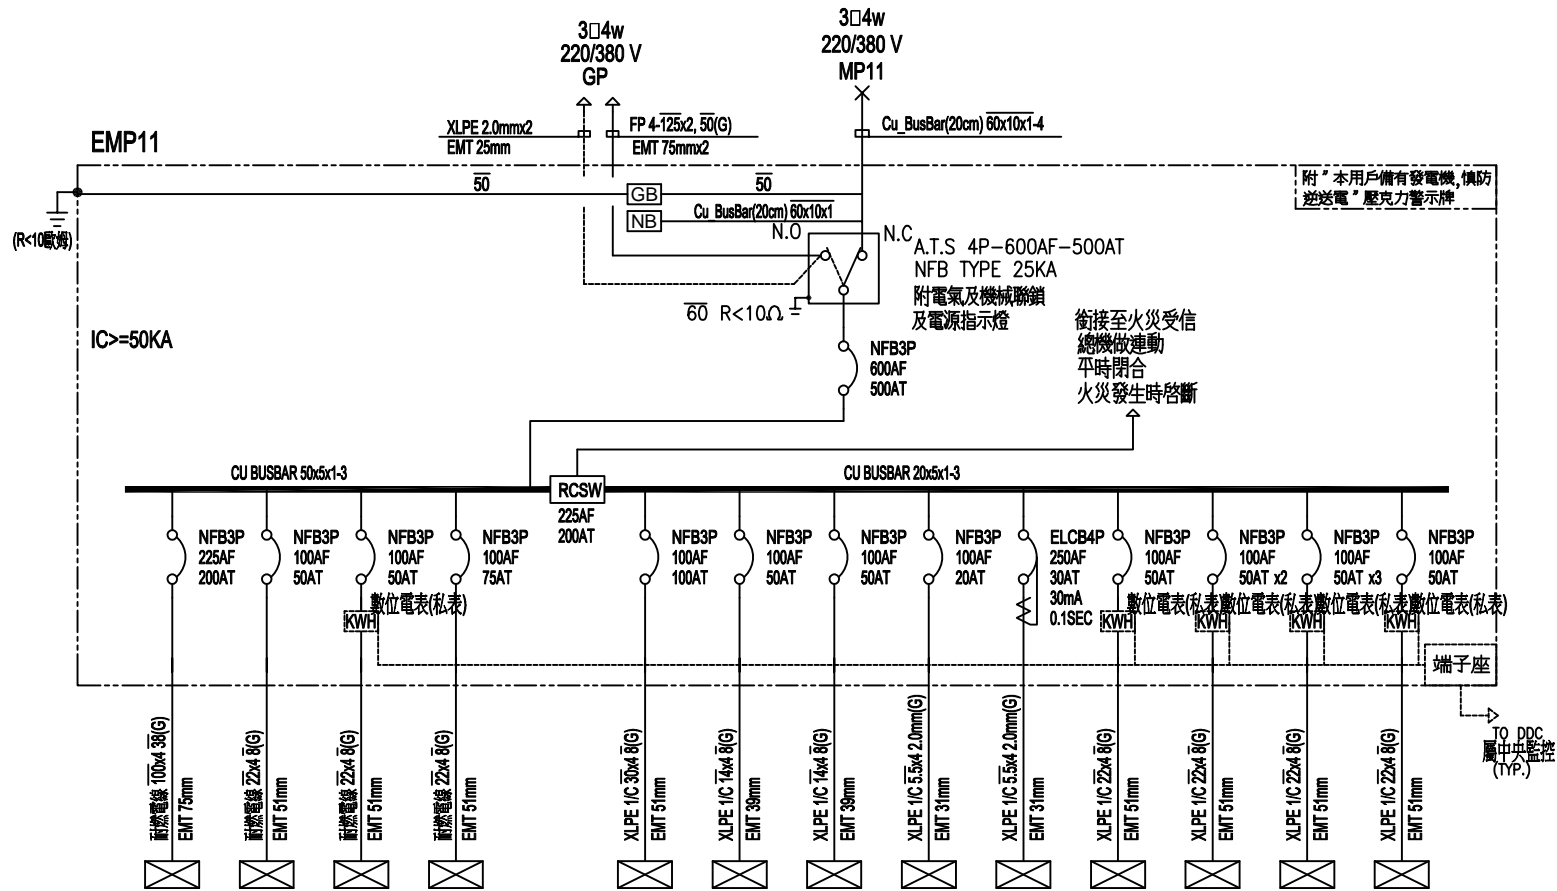 3□4w
220/380 V
GP
3□4w
220/380 V
MP11
XLPE 2.0mmx2
EMT 25mm
FP 4-125x2, 50(G)
EMT 75mmx2
Cu_BusBar(20cm) 60x10x1-4
EMP11
50
GB
50
NB
Cu_BusBar(20cm) 60x10x1
附〞本用戶備有發電機,慎防
逆送電〞壓克力警示牌
(R<10歐姆)
N.O
N.C
A.T.S 4P-600AF-500AT
NFB TYPE 25KA
附電氣及機械聯鎖
及電源指示燈
60 R<10Ω
IC>=50KA
NFB3P
600AF
500AT
銜接至火災受信
總機做連動
平時閉合
火災發生時啓斷
CU BUSBAR 50x5x1-3
CU BUSBAR 20x5x1-3
RCSW
225AF
200AT
NFB3P
225AF
200AT
NFB3P
100AF
50AT
NFB3P
100AF
50AT
數位電表(私表)
KWH
NFB3P
100AF
75AT
NFB3P
100AF
100AT
NFB3P
100AF
50AT
NFB3P
100AF
50AT
NFB3P
100AF
20AT
ELCB4P
250AF
30AT
30mA
0.1SEC
NFB3P
100AF
50AT
數位電表(私表)
KWH
NFB3P
100AF
50AT x2
數位電表(私表)
KWH
NFB3P
100AF
50AT x3
數位電表(私表)
KWH
NFB3P
100AF
50AT
數位電表(私表)
KWH
端子座
TO DDC
屬中央監控
(TYP.)
耐燃電線 100x4 38(G)
EMT 75mm
耐燃電線 22x4 8(G)
EMT 51mm
耐燃電線 22x4 8(G)
EMT 51mm
耐燃電線 22x4 8(G)
EMT 51mm
XLPE 1/C 30x4 8(G)
EMT 51mm
XLPE 1/C 14x4 8(G)
EMT 39mm
XLPE 1/C 14x4 8(G)
EMT 39mm
XLPE 1/C 5.5x4 2.0mm(G)
EMT 31mm
XLPE 1/C 5.5x4 2.0mm(G)
EMT 31mm
XLPE 1/C 22x4 8(G)
EMT 51mm
XLPE 1/C 22x4 8(G)
EMT 51mm
XLPE 1/C 22x4 8(G)
EMT 51mm
XLPE 1/C 22x4 8(G)
EMT 51mm